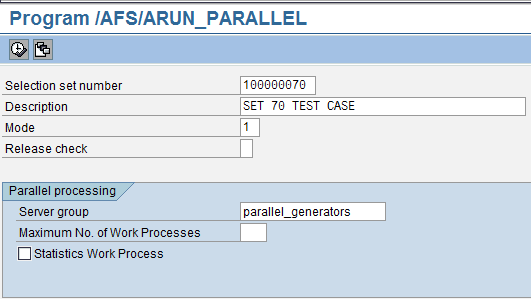 Program /AFS/ARUN_PARALLEL
Selection set number 100000070
Description SET 70 TEST CASE
Mode 1
Release check
Parallel processing
Server group parallel_generators
Maximum No. of Work Processes
Statistics Work Process